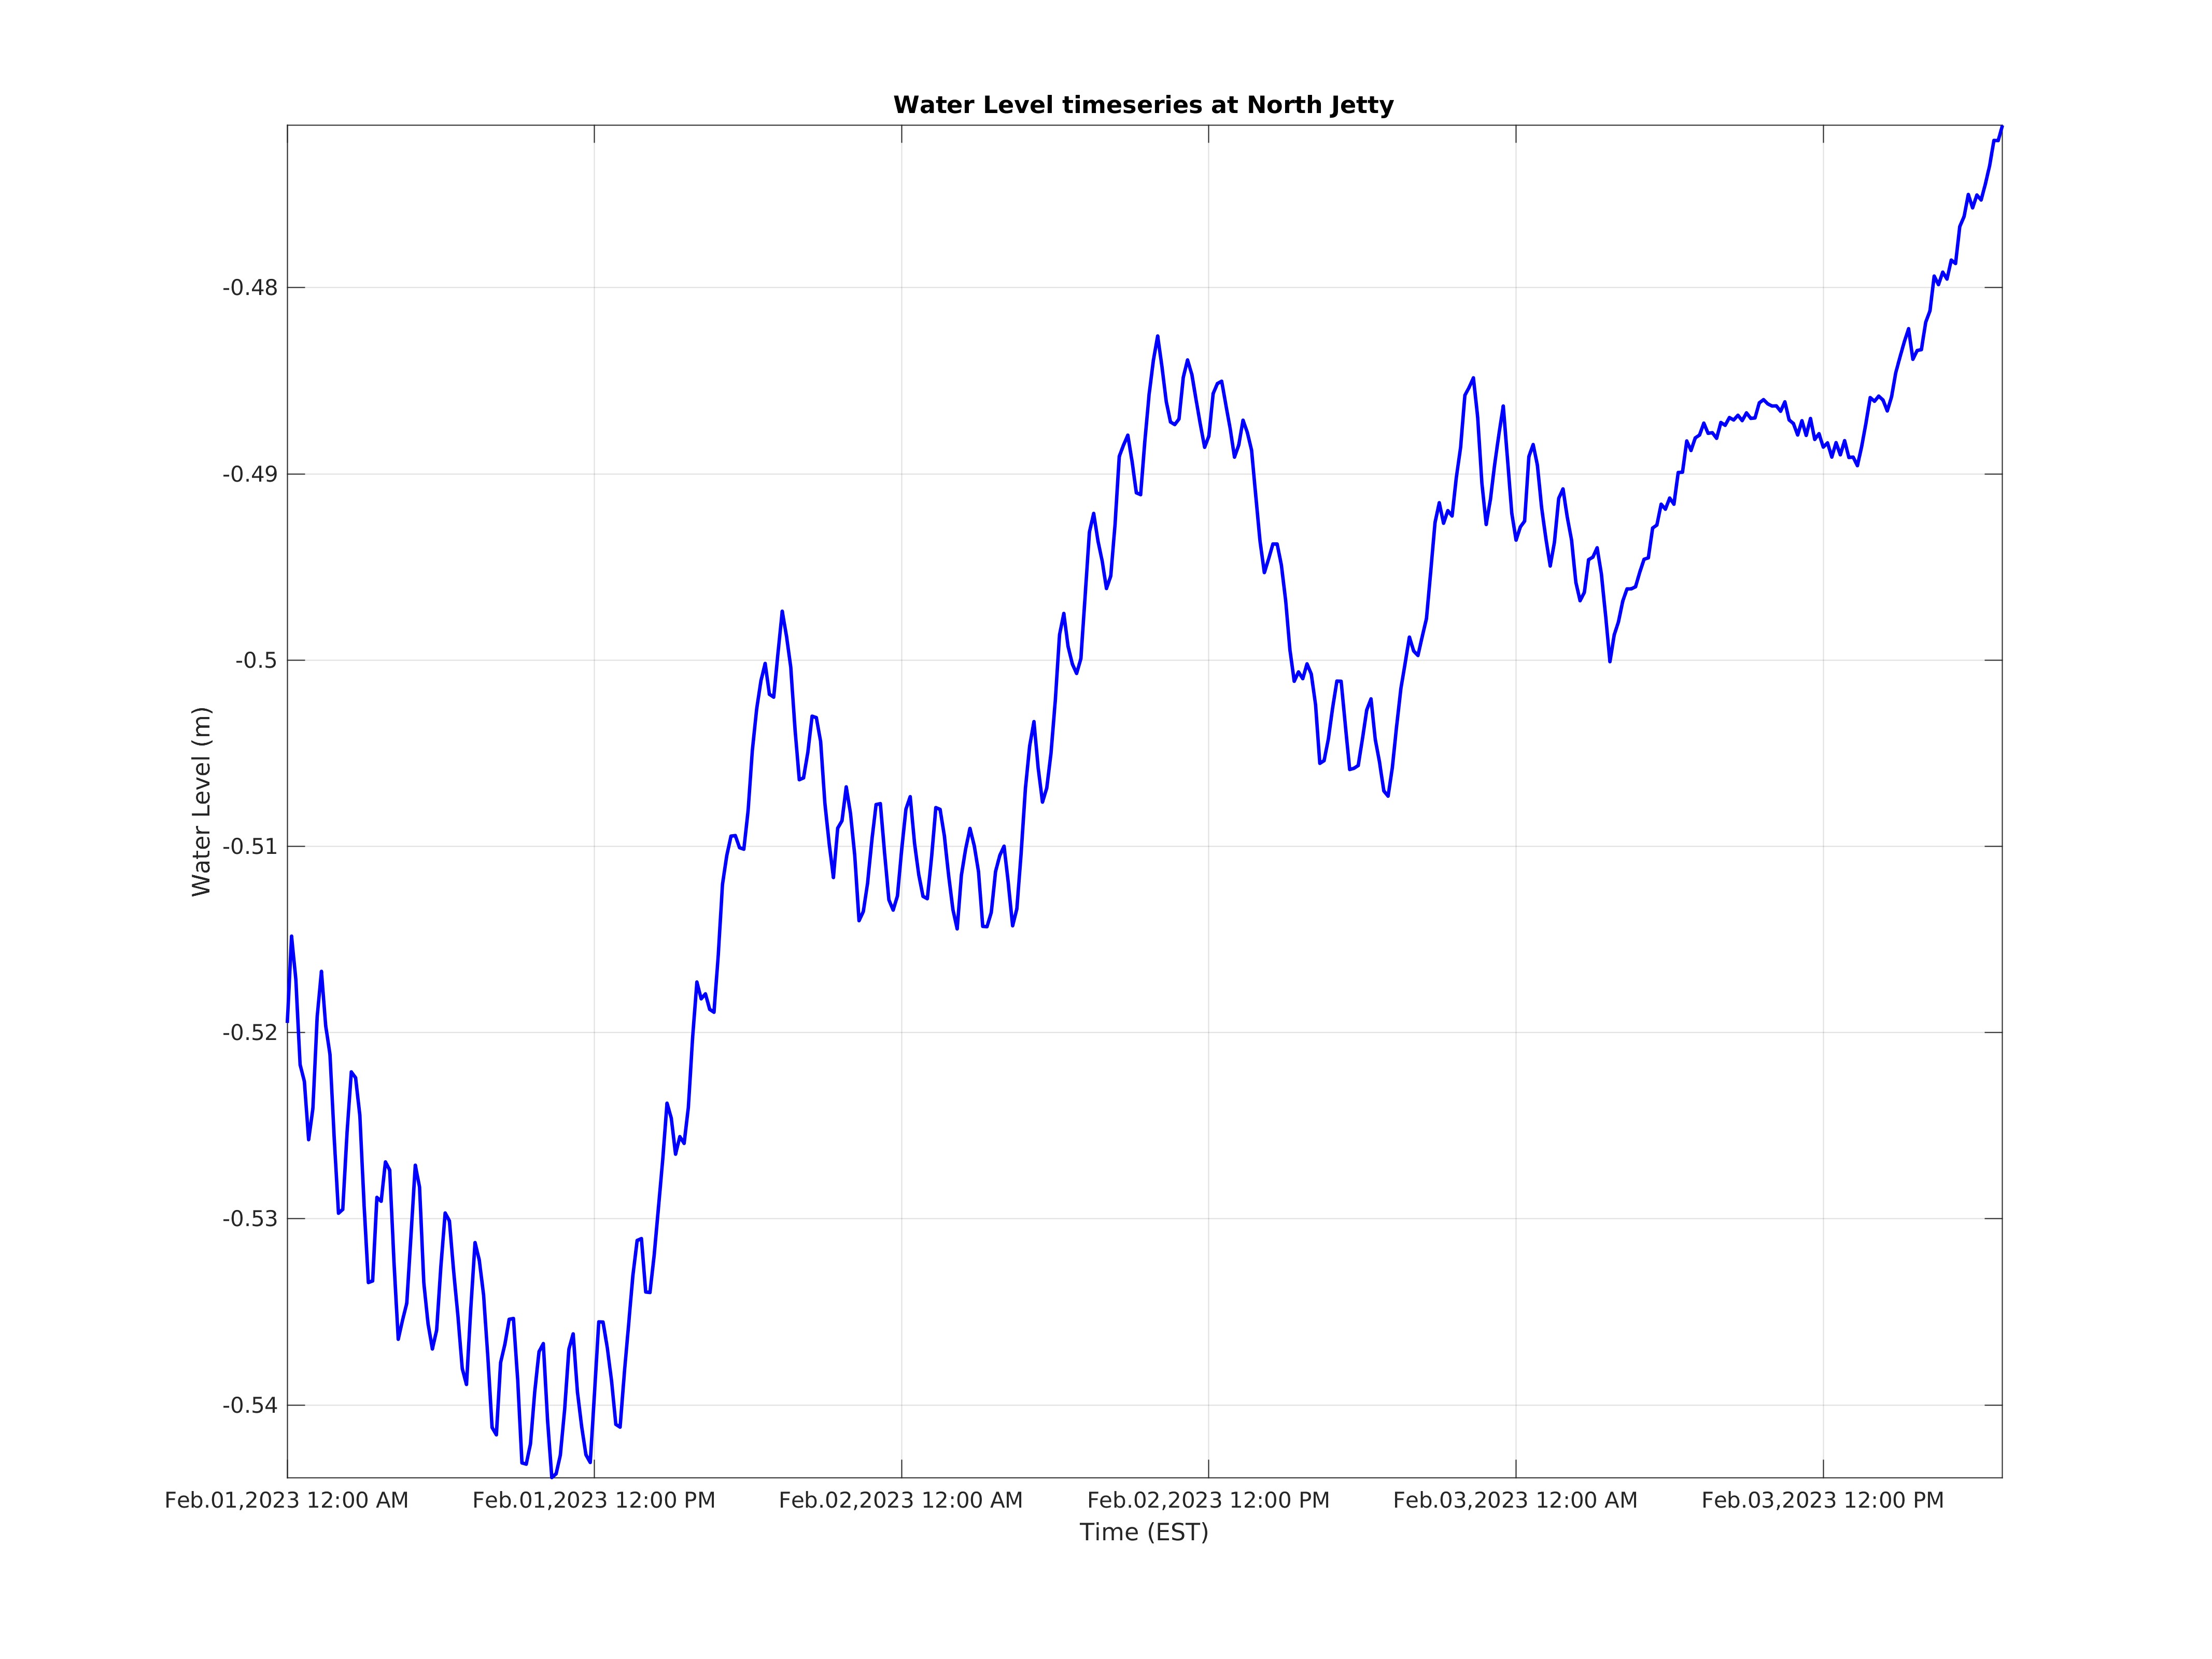 Water Level timeseries at North Jetty
Water Level (m)
-0.48
-0.49
-0.5
-0.51
-0.52
-0.53
-0.54
Feb.01,2023 12:00 AM
Feb.01,2023 12:00 PM
Feb.02,2023 12:00 AM
Feb.02,2023 12:00 PM
Feb.03,2023 12:00 AM
Feb.03,2023 12:00 PM
Time (EST)